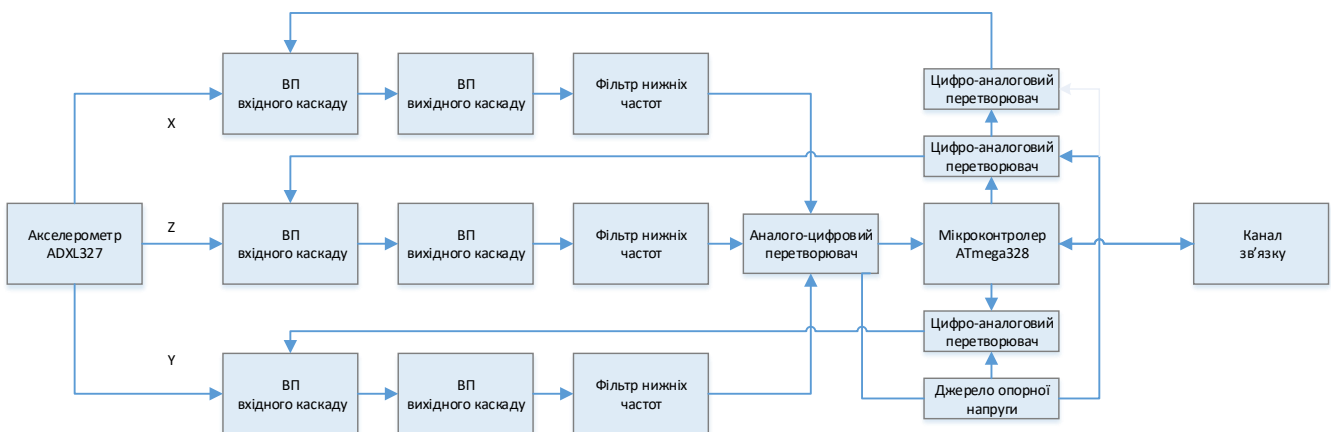 ВП
вхідного каскаду
ВП
вихідного каскаду
Фільтр нижніх
частот
Цифро-аналоговий
перетворювач
X
Цифро-аналоговий
перетворювач
Акселерометр
ADXL327
Z
ВП
вхідного каскаду
ВП
вихідного каскаду
Фільтр нижніх
частот
Аналого-цифровий
перетворювач
Мікроконтролер
ATmega328
Канал
зв’язку
Цифро-аналоговий
перетворювач
Y
ВП
вхідного каскаду
ВП
вихідного каскаду
Фільтр нижніх
частот
Джерело опорної
напруги